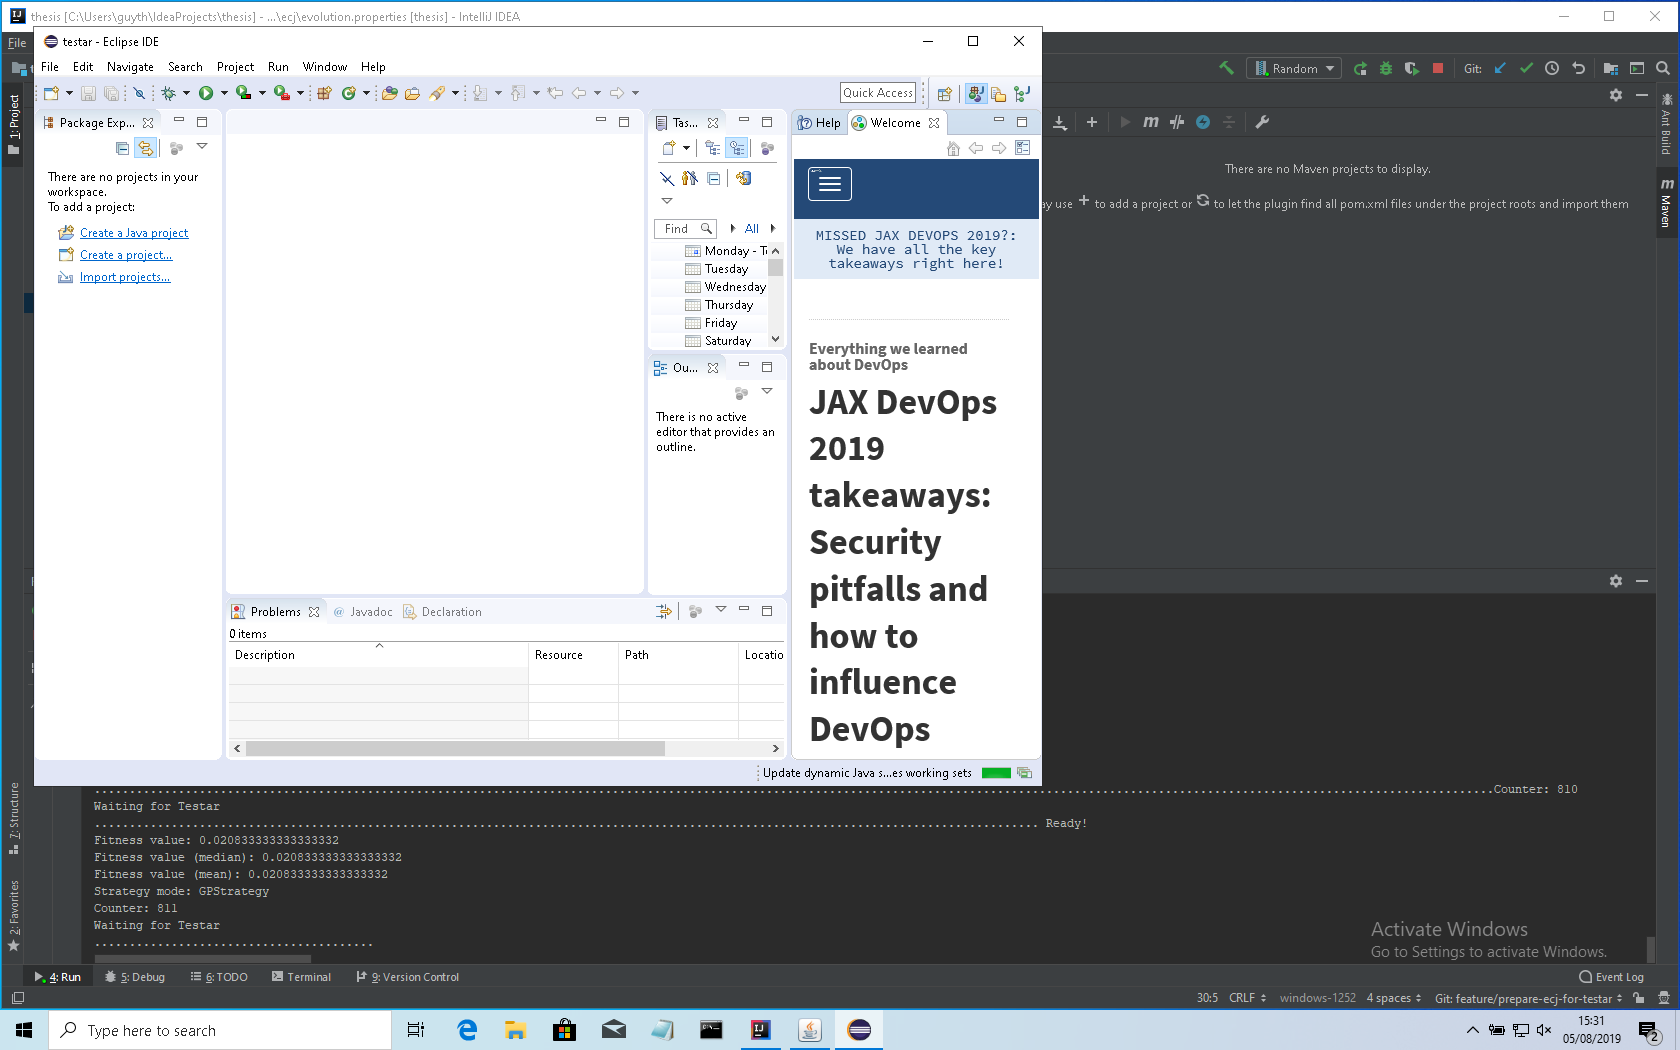 thesis [C:\Users\guyth\IdeaProjects\thesis] - ...\ecj\evolution.properties [thesis] - IntelliJ IDEA
File
testar - Eclipse IDE
File Edit Navigate Search Project Run Window Help
Quick Access
Random
Git:
Package Exp...
There are no projects in your
workspace.
To add a project:
Create a Java project
Create a project...
Import projects...
Tas...
Find
All
Monday - To
Tuesday
Wednesday
Thursday
Friday
Saturday
Ou...
There is no active
editor that provides an
outline.
Help
Welcome
MISSED JAX DEVOPS 2019?:
We have all the key
takeaways right here!
Everything we learned
about DevOps
JAX DevOps
2019
takeaways:
Security
pitfalls and
how to
influence
DevOps
Problems
Javadoc
Declaration
0 items
Description Resource Path Locatio
Update dynamic Java s...es working sets
There are no Maven projects to display.
ay use + to add a project or to let the plugin find all pom.xml files under the project roots and import them
1: Project
7: Structure
2: Favorites
Ant Build
m
Maven
Counter: 810
Waiting for Testar
Ready!
Fitness value: 0.020833333333333332
Fitness value (median): 0.020833333333333332
Fitness value (mean): 0.020833333333333332
Strategy mode: GPStrategy
Counter: 811
Waiting for Testar
Activate Windows
Go to Settings to activate Windows.
4: Run
5: Debug
6: TODO
Terminal
9: Version Control
Event Log
30:5 CRLF windows-1252 4 spaces Git: feature/prepare-ecj-for-testar
Type here to search
15:31
05/08/2019
2